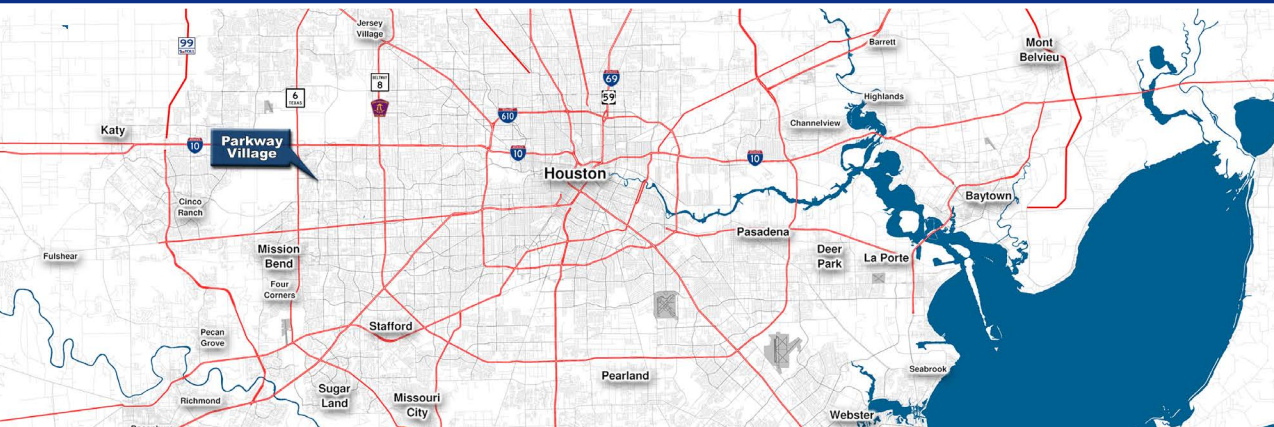 Jersey
Village
99
Barrett
Mont
Belvieu
BELTWAY
8
69
59
6
TEXAS
Highlands
610
Channelview
Katy
10
Parkway
Village
10
10
Houston
Baytown
Cinco
Ranch
Pasadena
Mission
Bend
Deer
Park
La Porte
Fulshear
Four
Corners
Stafford
Pecan
Grove
Seabrook
Pearland
Sugar
Land
Missouri
City
Richmond
Webster